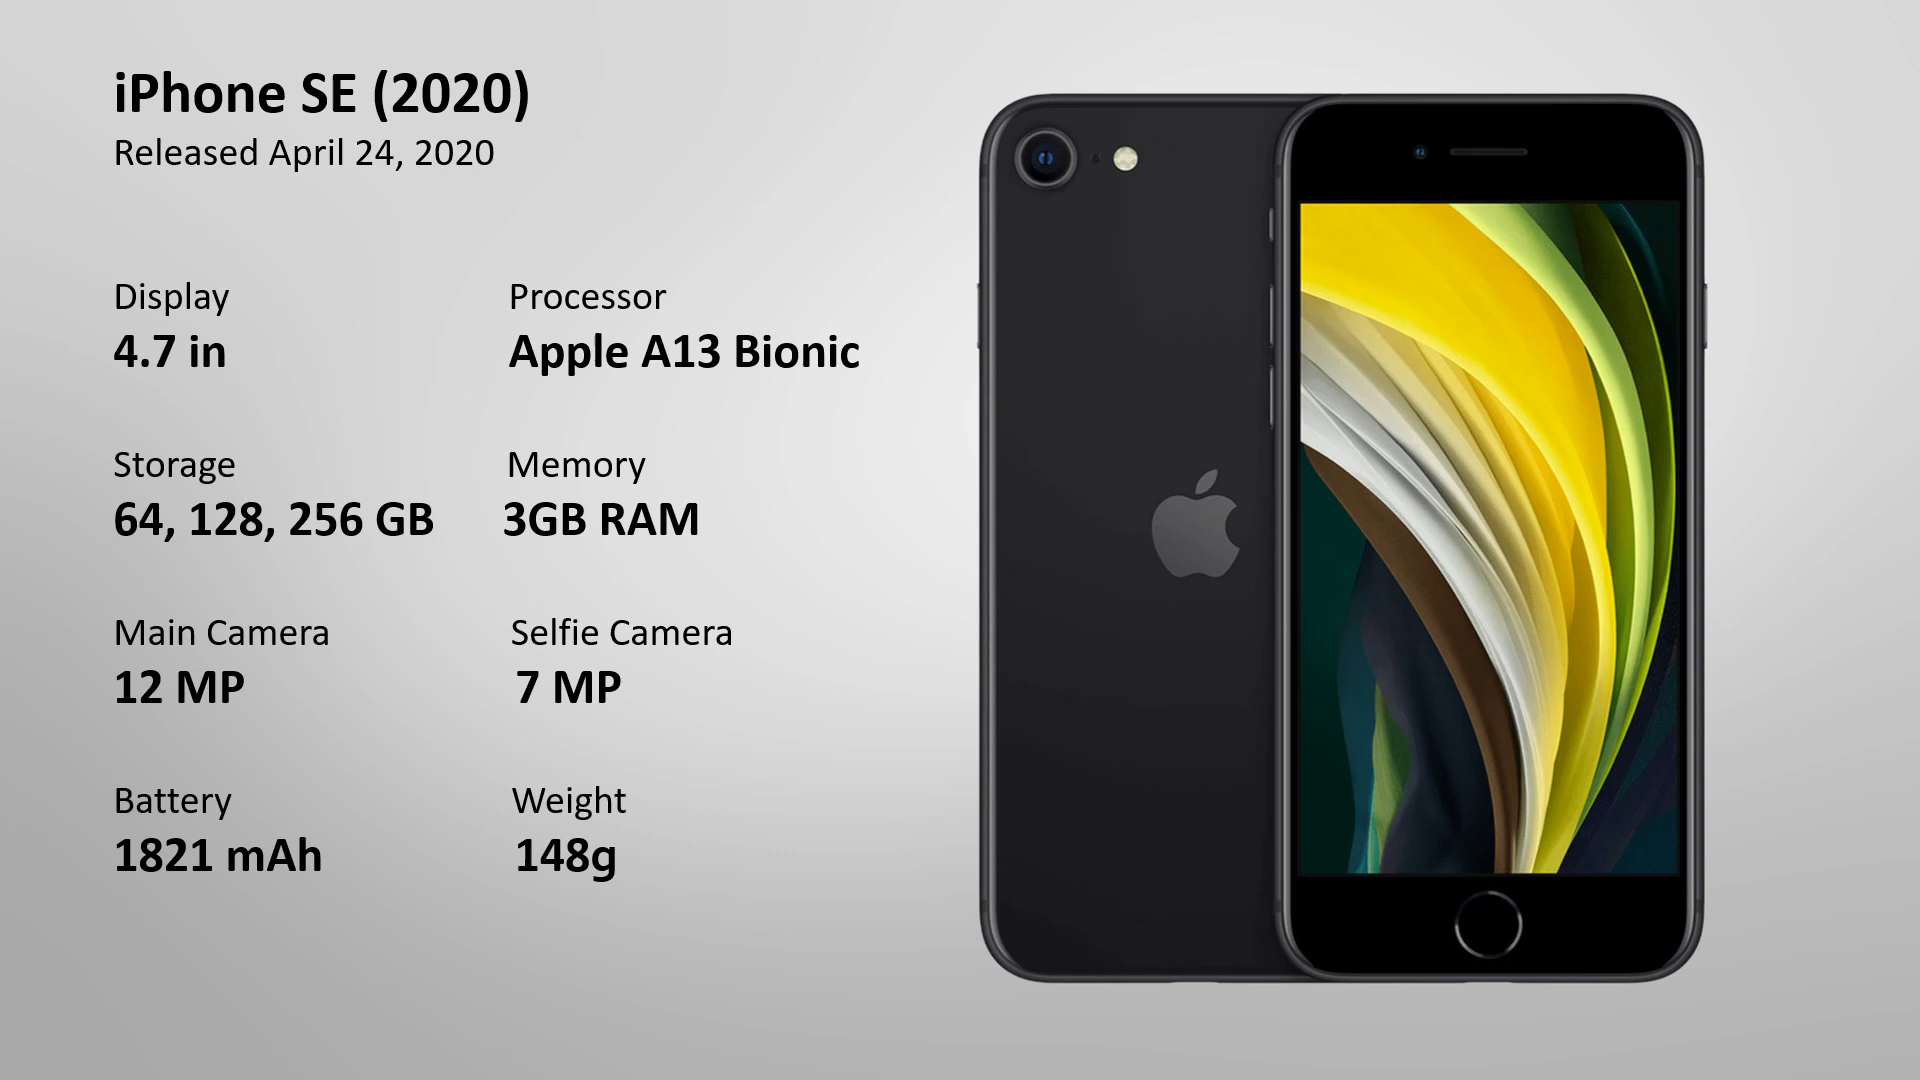 iPhone SE (2020)
Released April 24, 2020
Display
4.7 in
Processor
Apple A13 Bionic
Storage
64, 128, 256 GB
Memory
3GB RAM
Main Camera
12 MP
Selfie Camera
7 MP
Battery
1821 mAh
Weight
148g